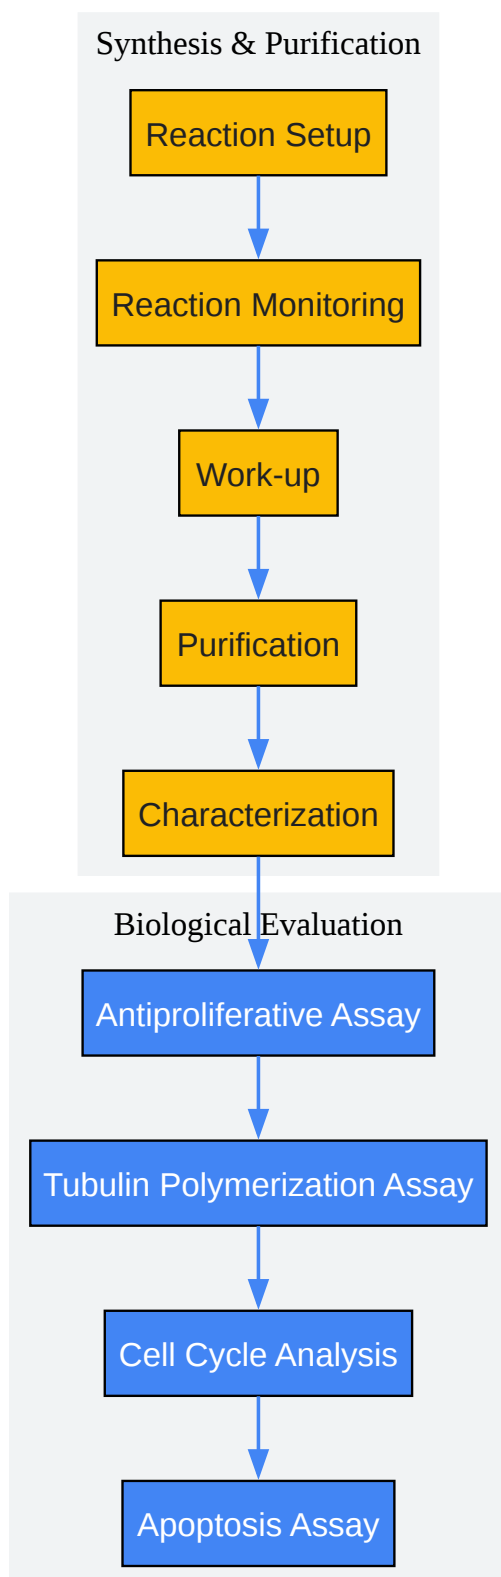 Synthesis & Purification
Reaction Setup
Reaction Monitoring
Work-up
Purification
Characterization
Biological Evaluation
Antiproliferative Assay
Tubulin Polymerization Assay
Cell Cycle Analysis
Apoptosis Assay